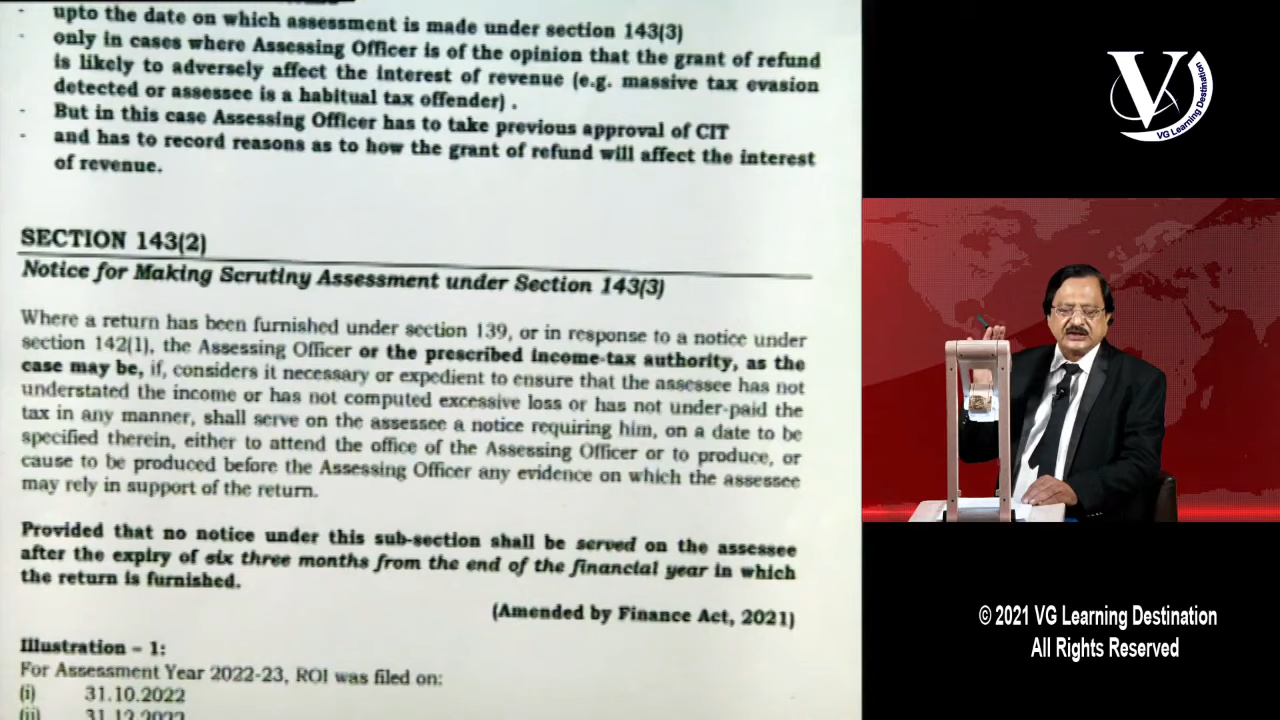 - upto the date on which assessment is made under section 143(3)
- only in cases where Assessing Officer is of the opinion that the grant of refund
is likely to adversely affect the interest of revenue (e.g. massive tax evasion
detected or assessee is a habitual tax offender) .
- But in this case Assessing Officer has to take previous approval of CIT
- and has to record reasons as to how the grant of refund will affect the interest
of revenue.
SECTION 143(2)
Notice for Making Scrutiny Assessment under Section 143(3)
Where a return has been furnished under section 139, or in response to a notice under
section 142(1), the Assessing Officer or the prescribed income-tax authority, as the
case may be, if, considers it necessary or expedient to ensure that the assessee has not
understated the income or has not computed excessive loss or has not under-paid the
tax in any manner, shall serve on the assessee a notice requiring him, on a date to be
specified therein, either to attend the office of the Assessing Officer or to produce, or
cause to be produced before the Assessing Officer any evidence on which the assessee
may rely in support of the return.
Provided that no notice under this sub-section shall be served on the assessee
after the expiry of six three months from the end of the financial year in which
the return is furnished.
(Amended by Finance Act, 2021)
Illustration – 1:
For Assessment Year 2022-23, ROI was filed on:
(i) 31.10.2022
(ii) 31.12.2022
V
VG Learning Destination
© 2021 VG Learning Destination
All Rights Reserved